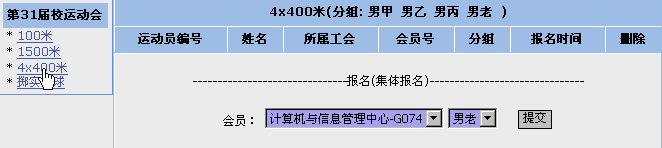 第31届校运动会
* 100米
* 1500米
* 4x400米
* 掷实心球
4x400米(分组: 男甲 男乙 男丙 男老 )
运动员编号 姓名 所属工会 会员号 分组 报名时间 删除
------------------------------报名(集体报名)------------------------------
会员： 计算机与信息管理中心-G074 男老 提交